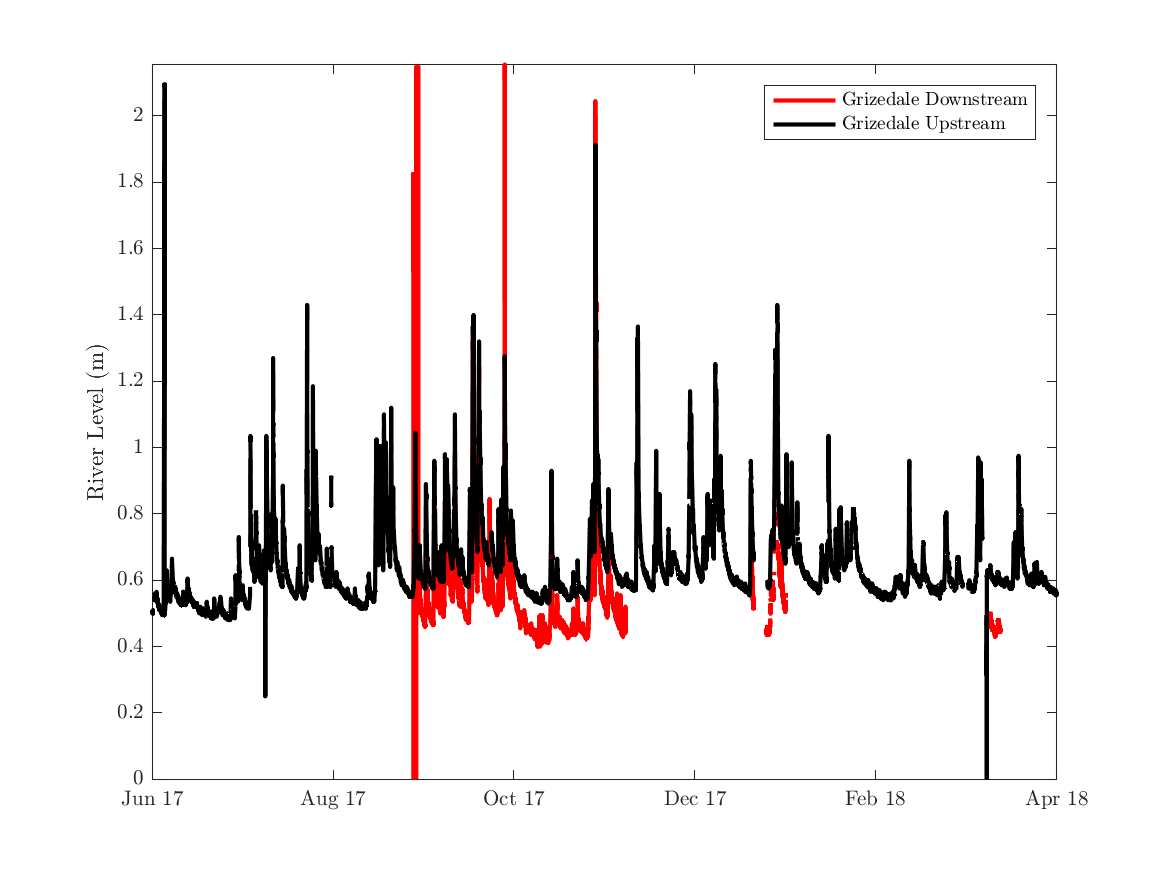 Grizedale Downstream
Grizedale Upstream
River Level (m)
2
1.8
1.6
1.4
1.2
1
0.8
0.6
0.4
0.2
0
Jun 17
Aug 17
Oct 17
Dec 17
Feb 18
Apr 18